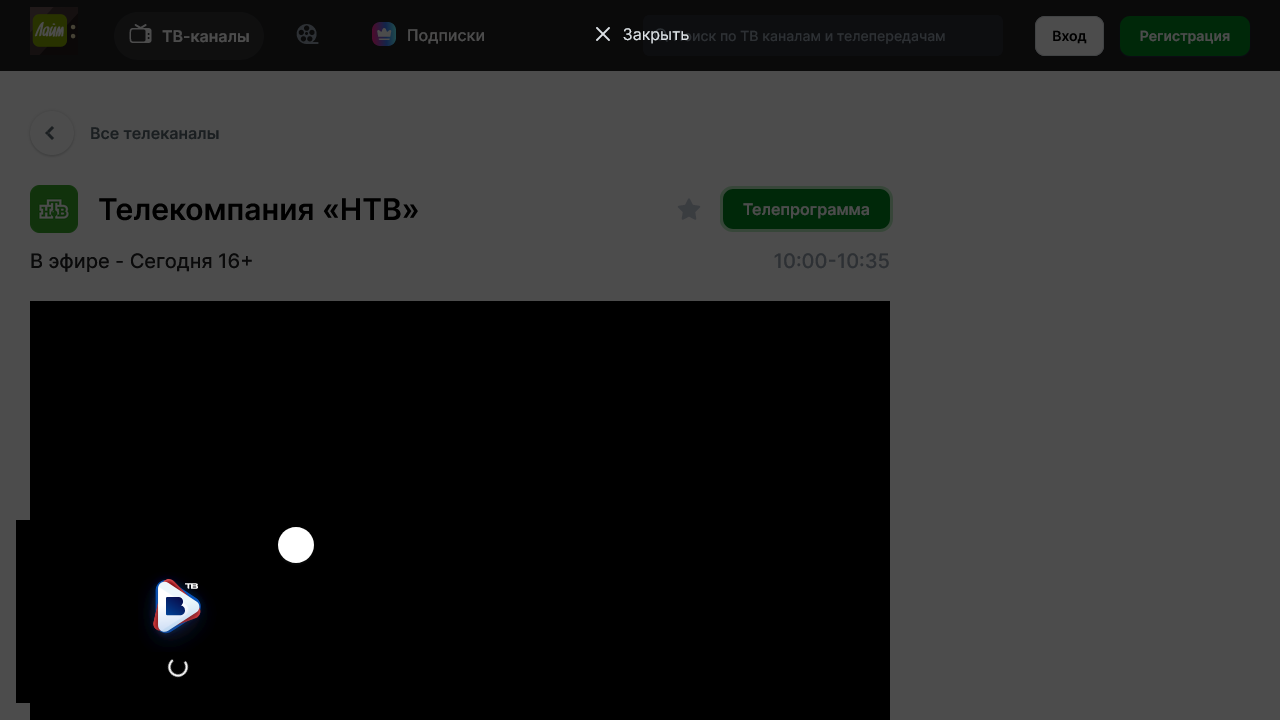 Лайм
ТВ-каналы
Подписки
Закрыть
иск по ТВ каналам и телепередачам
Вход
Регистрация
Все телеканалы
НТВ
Телекомпания «НТВ»
Телепрограмма
В эфире - Сегодня 16+
10:00-10:35
ТВ
В